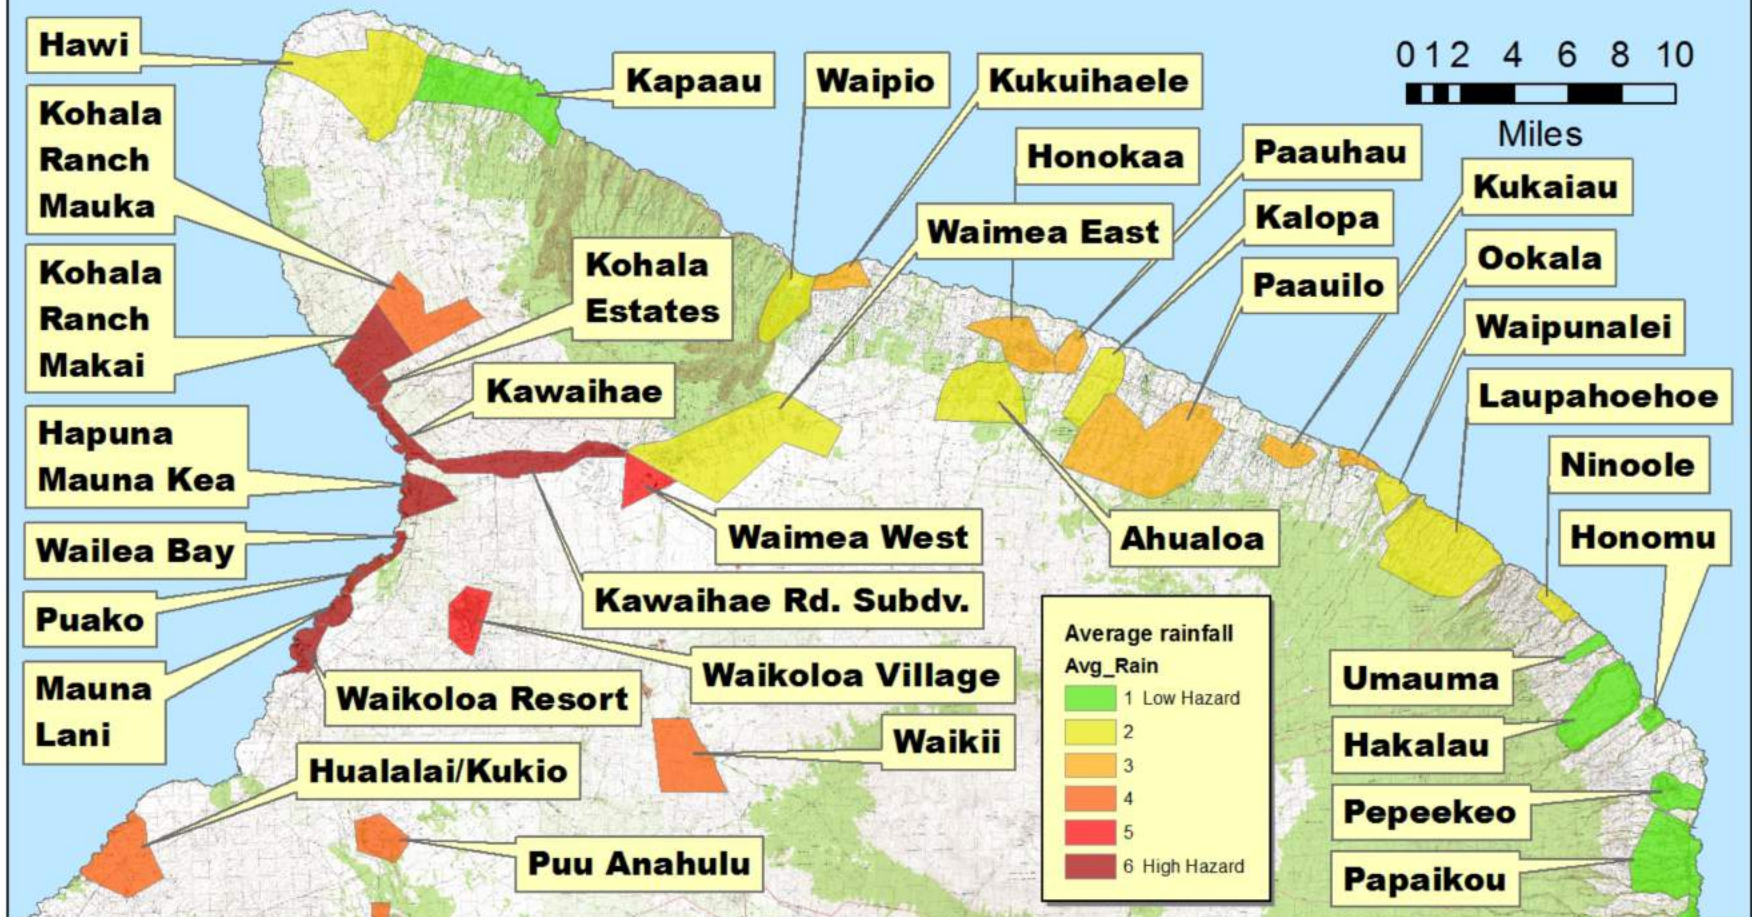 Hawi
Kohala
Ranch
Mauka
Kohala
Ranch
Makai
Hapuna
Mauna Kea
Wailea Bay
Puako
Mauna
Lani
Kapaau
Waipio
Kukuihaele
Honokaa
Waimea East
Paauhau
Kalopa
Paauilo
Kukaiau
Ookala
Waipunalei
Laupahoehoe
Ninoole
Honomu
Kohala
Estates
Kawaihae
Waimea West
Ahualoa
Kawaihae Rd. Subdv.
Waikoloa Village
Waikoloa Resort
Waikii
Hualalai/Kukio
Puu Anahulu
Umauma
Hakalau
Pepeekeo
Papaikou
0 1 2 4 6 8 10
Miles
Average rainfall
Avg_Rain
1 Low Hazard
2
3
4
5
6 High Hazard